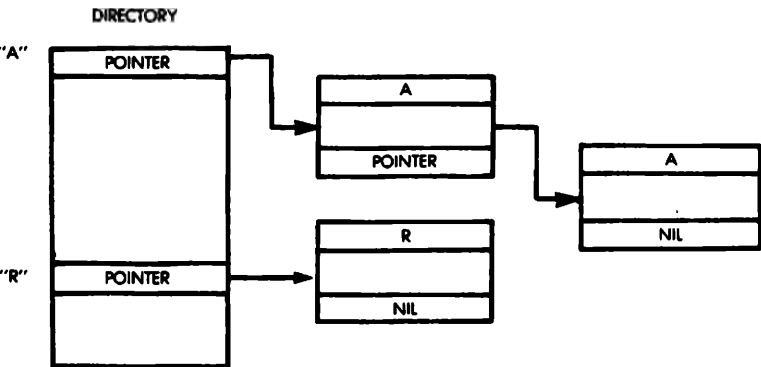 DIRECTORY
"A"
POINTER
A
POINTER
A
NIL
"R"
POINTER
R
NIL